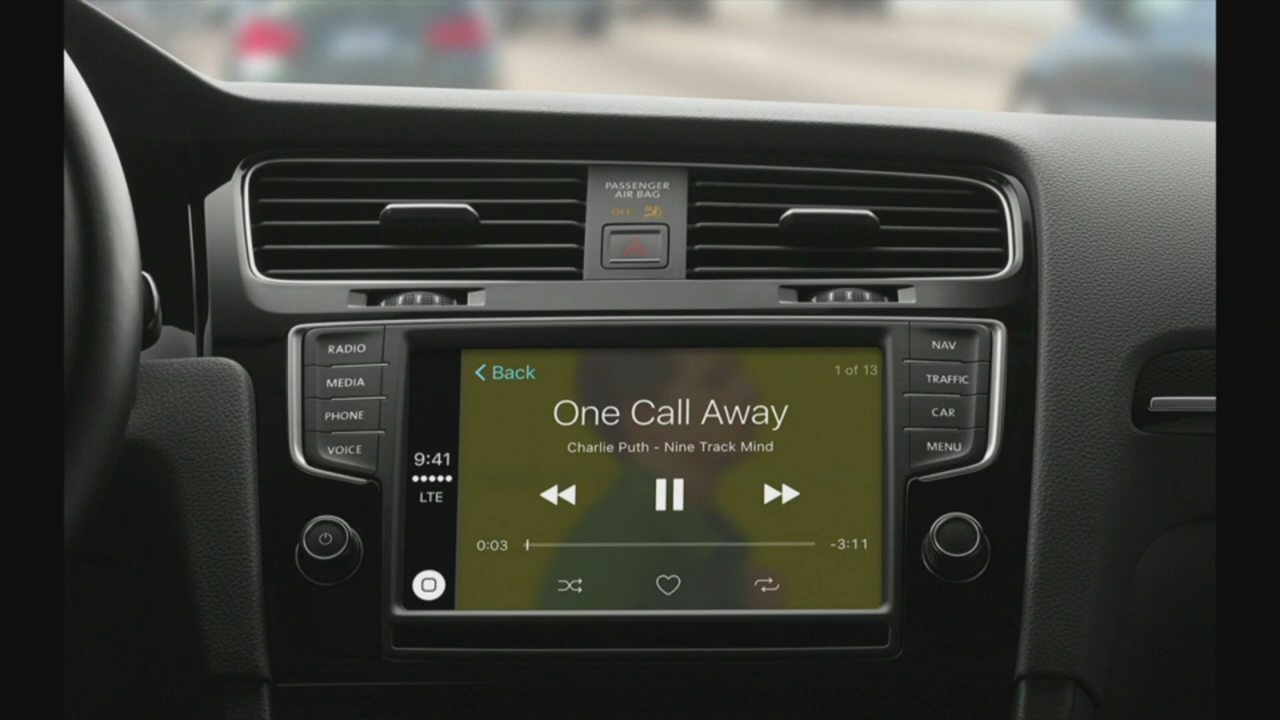 PASSENGER
AIR BAG
OFF
RADIO
MEDIA
PHONE
VOICE
NAV
TRAFFIC
CAR
MENU
9:41
LTE
Back
1 of 13
One Call Away
Charlie Puth - Nine Track Mind
0:03
-3:11